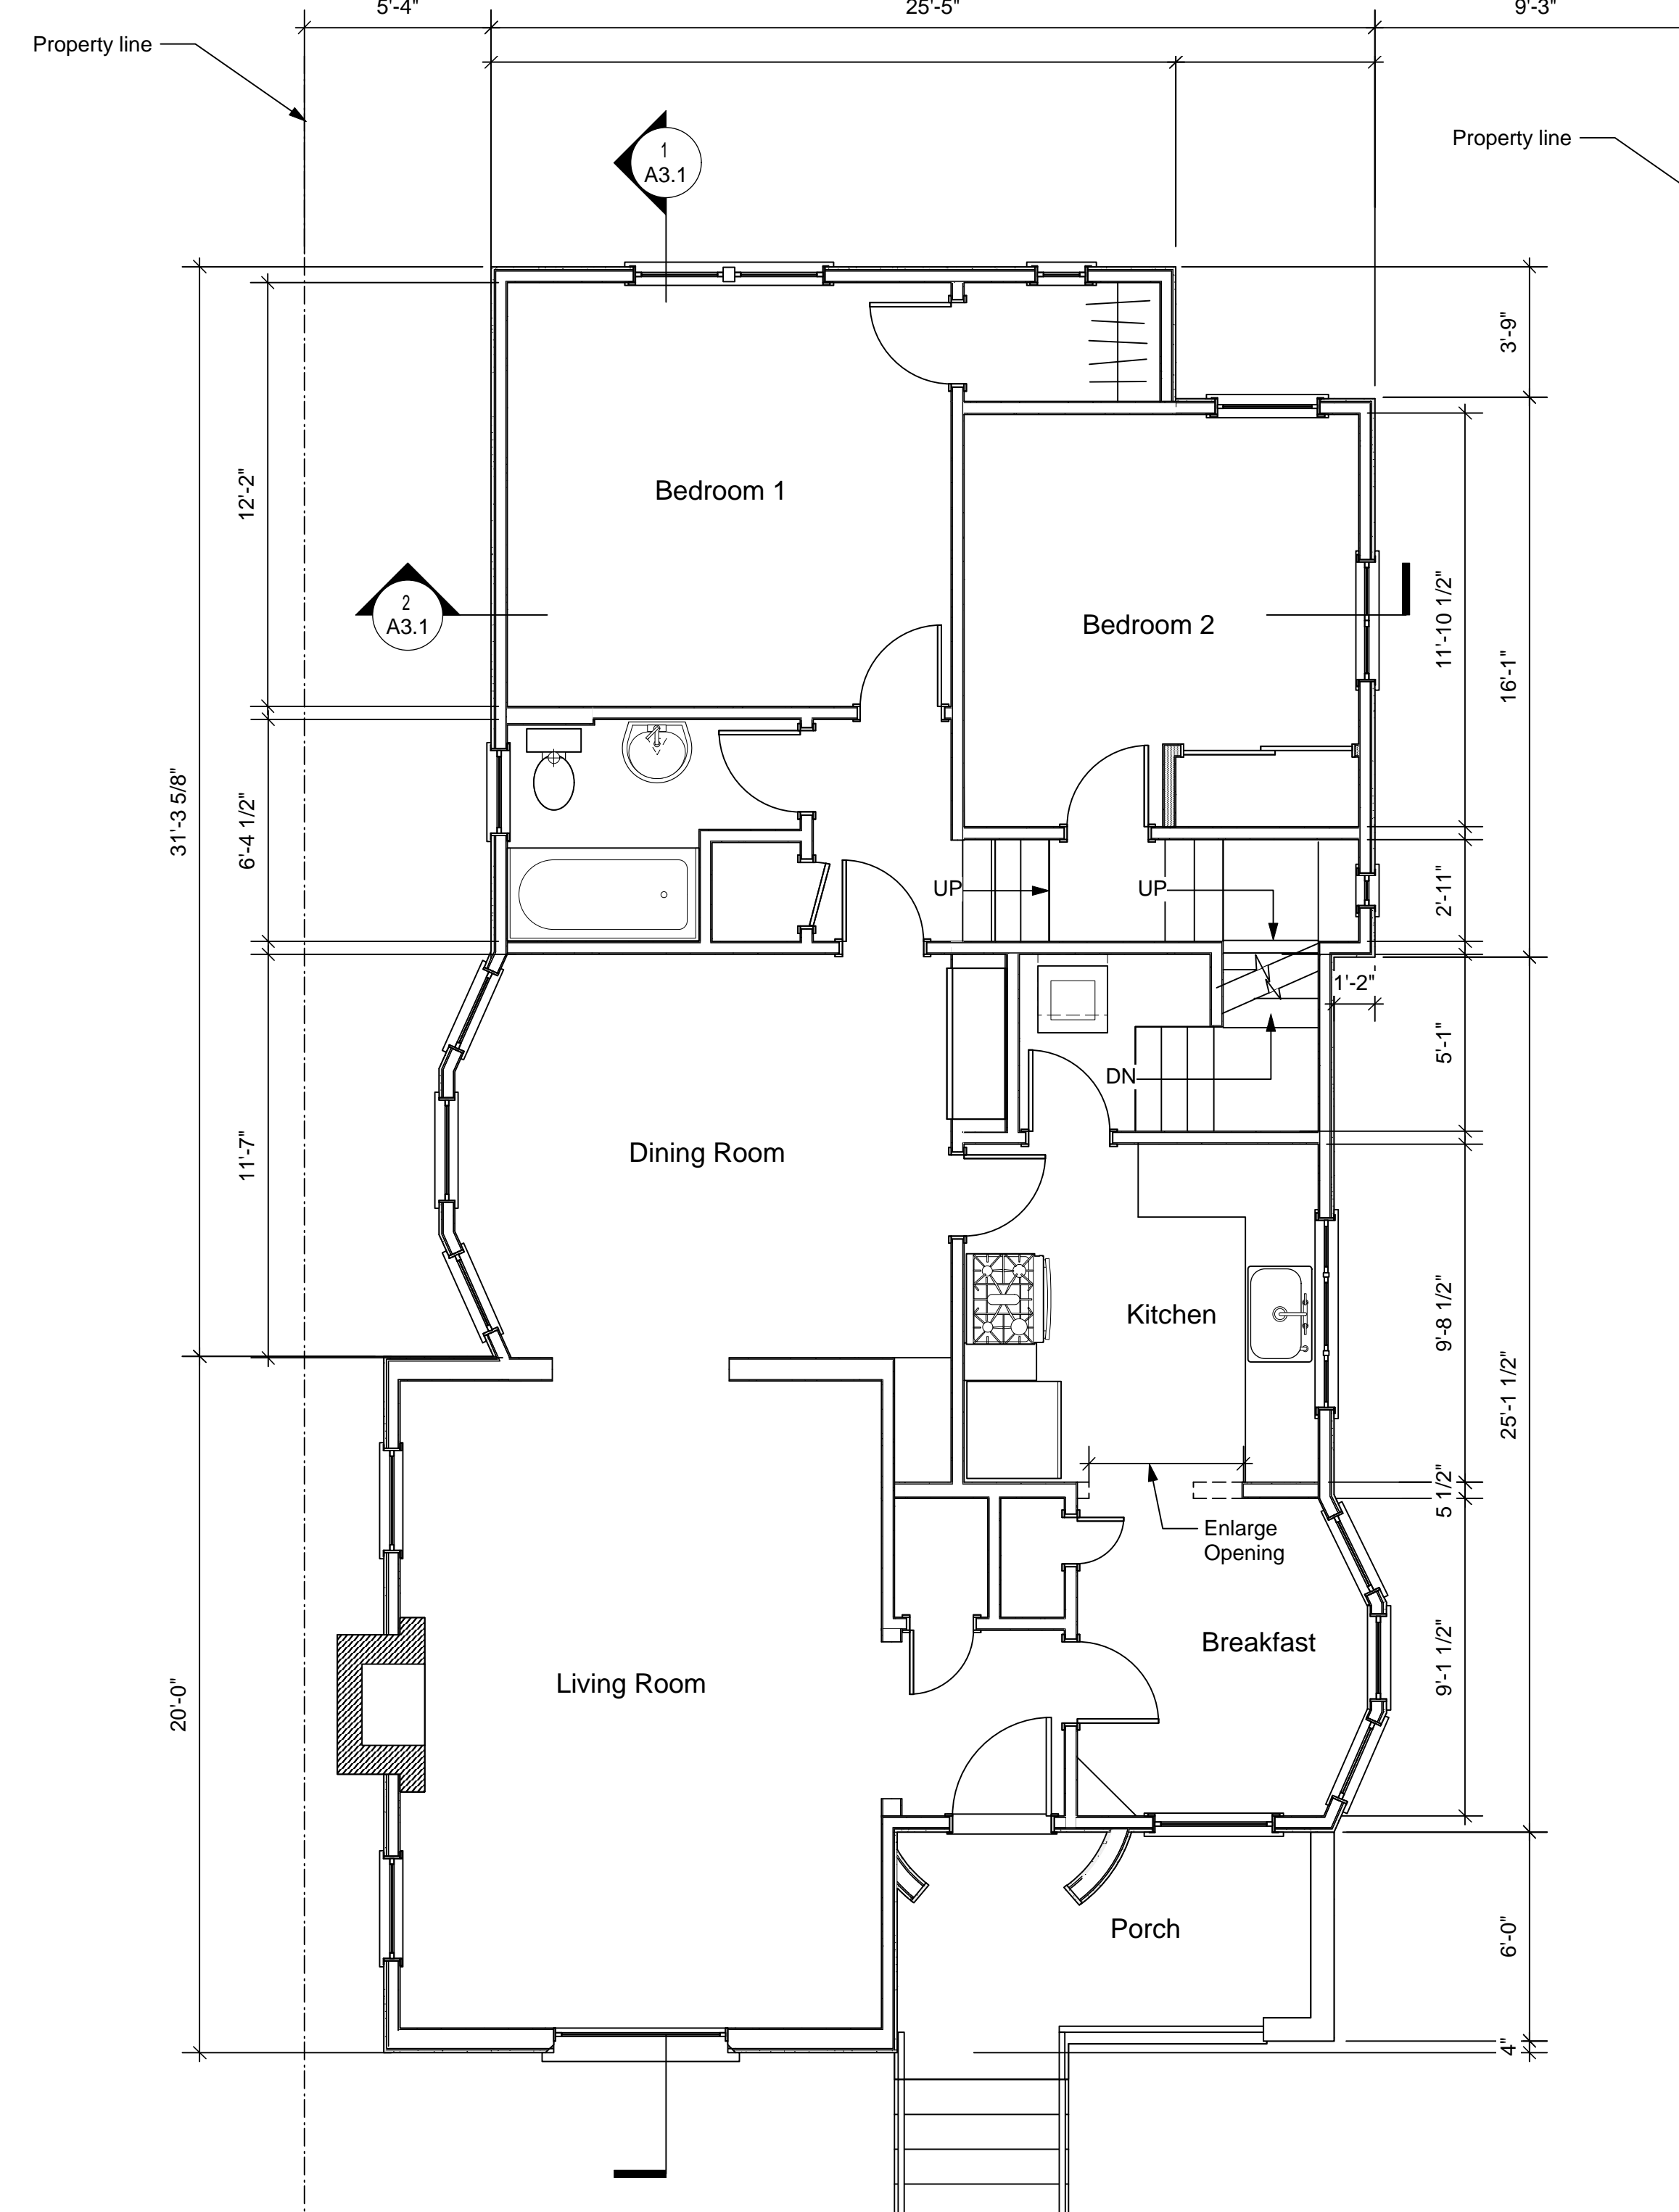 5'-4"
25'-5"
9'-3"
Property line
Property line
1
A3.1
3'-9"
12'-2"
Bedroom 1
2
A3.1
Bedroom 2
11'-10 1/2"
16'-1"
31'-3 5/8"
6'-4 1/2"
UP
UP
2'-11"
1'-2"
5'-1"
DN
11'-7"
Dining Room
Kitchen
9'-8 1/2"
25'-1 1/2"
5 1/2"
Enlarge
Opening
Breakfast
9'-1 1/2"
Living Room
20'-0"
Porch
6'-0"
4"